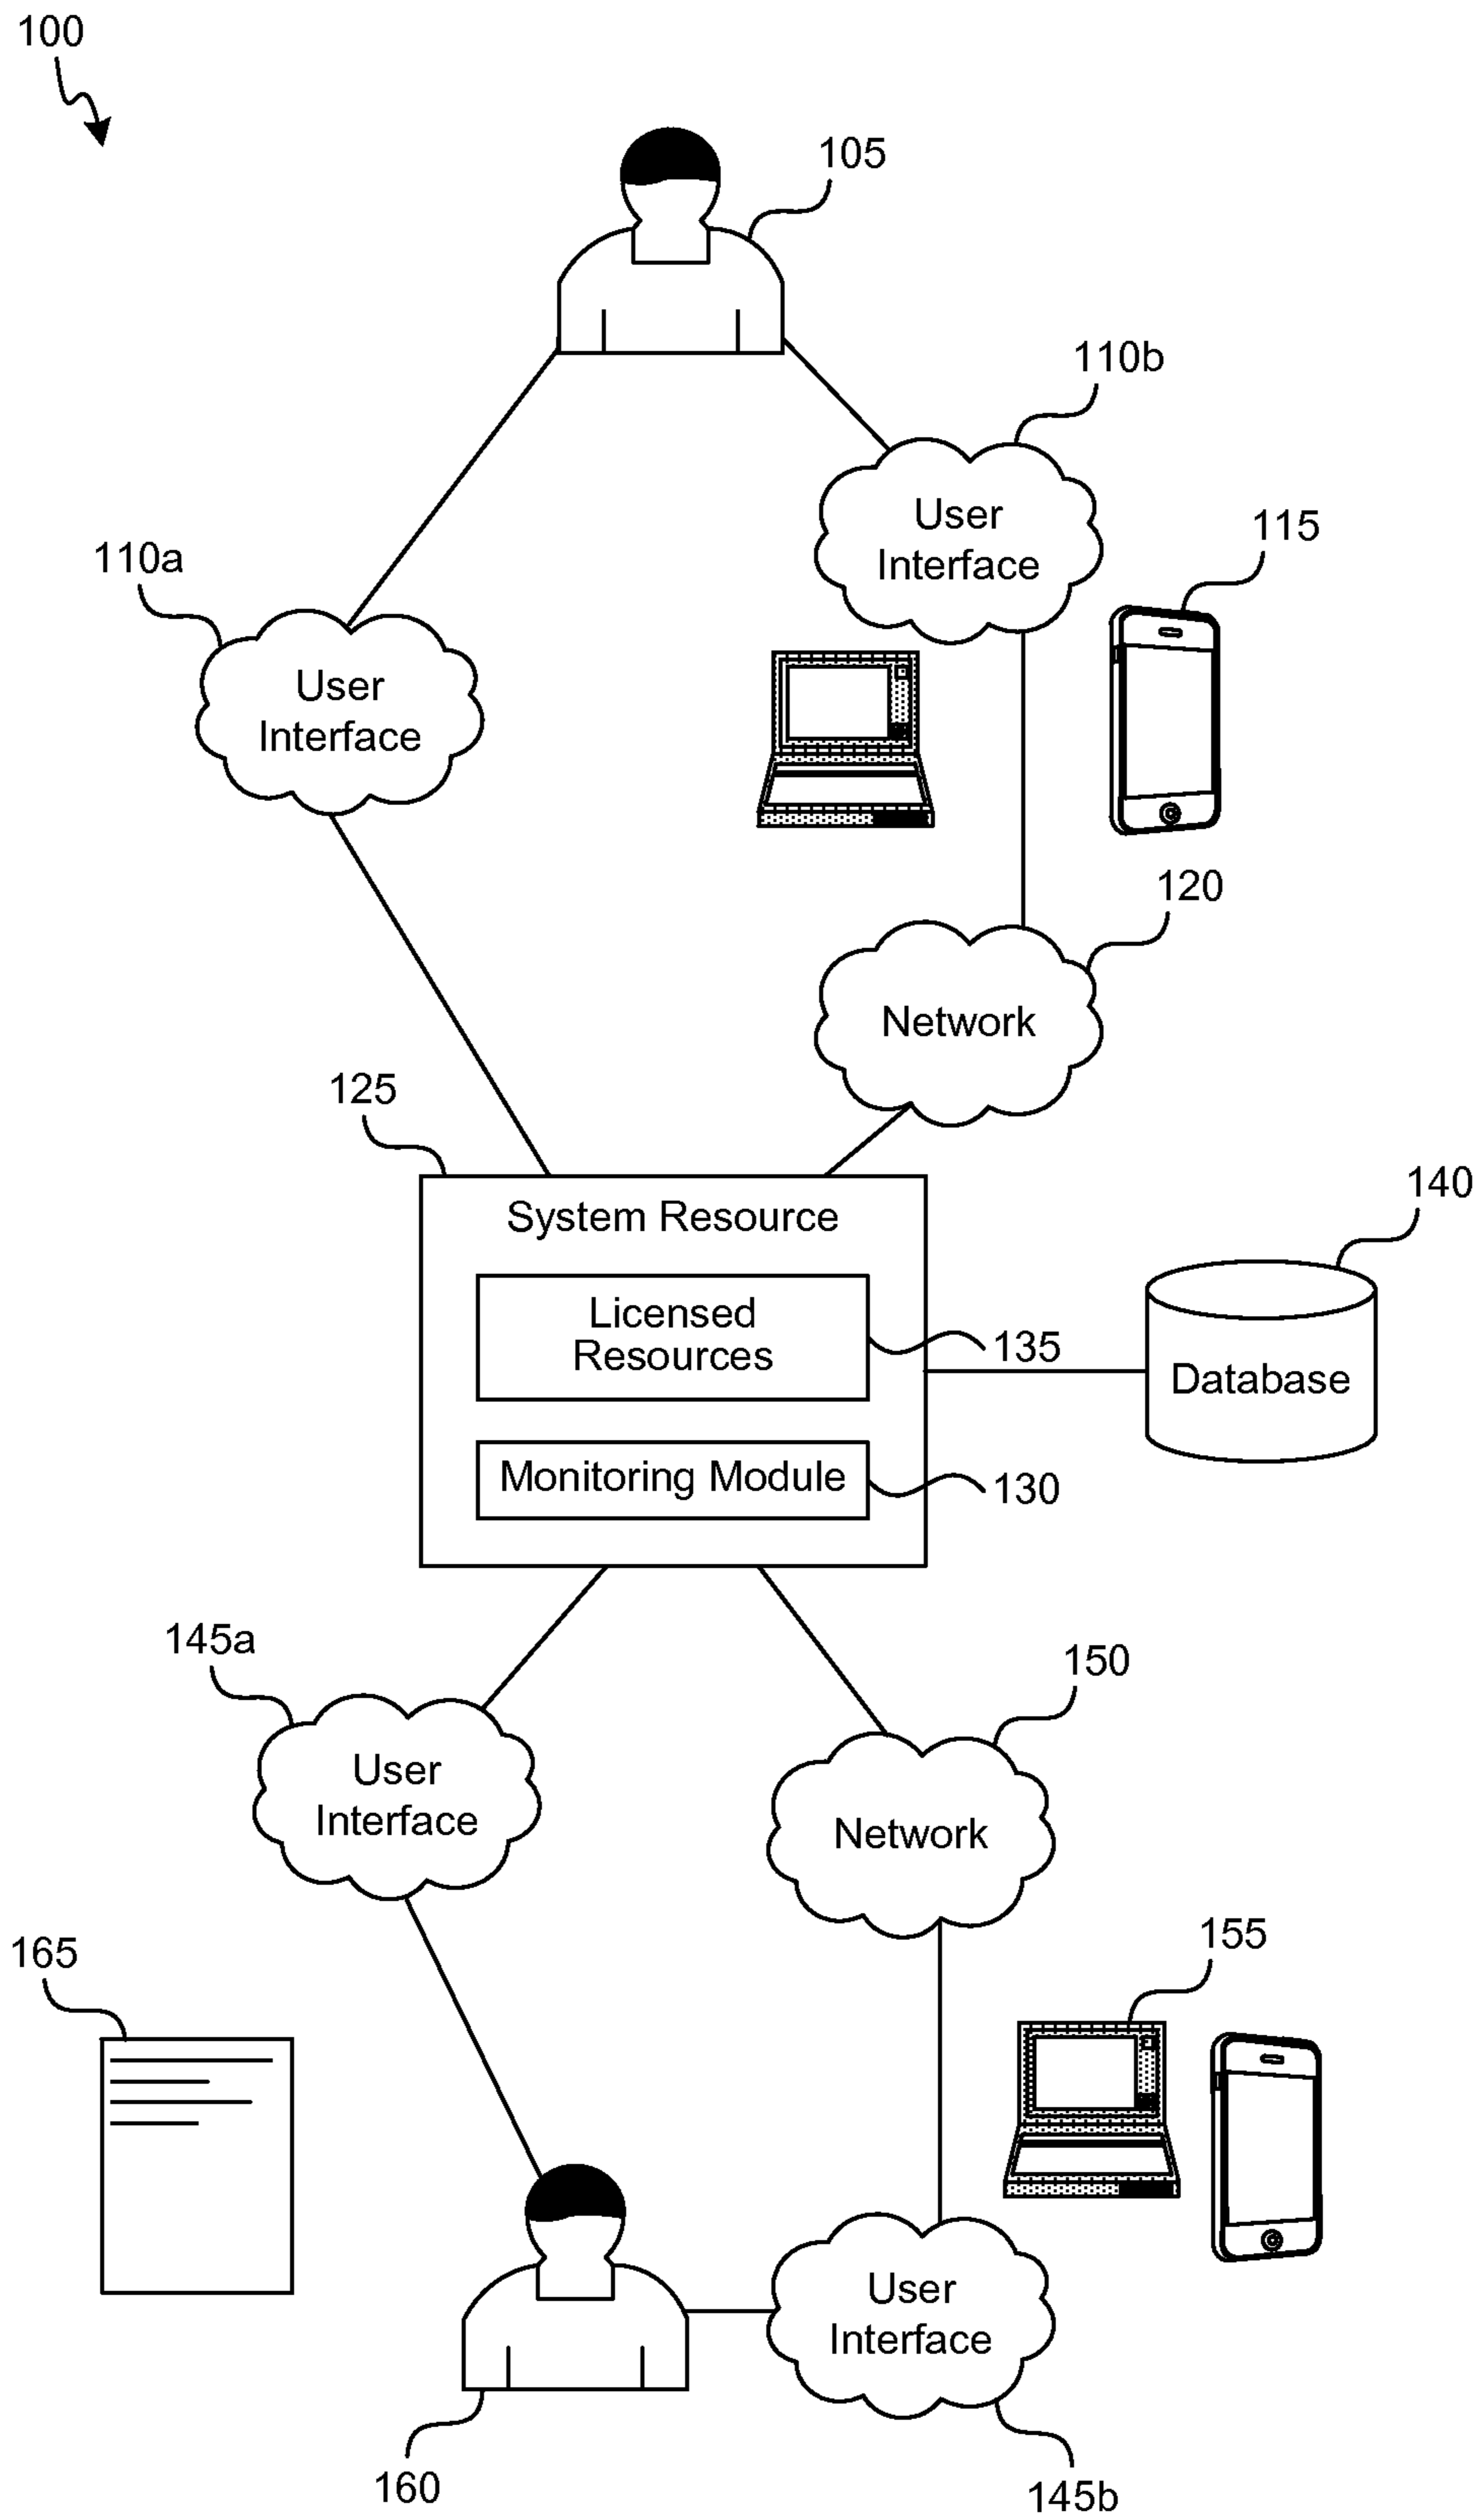 100
105
110b
User
Interface
115
110a
User
Interface
120
Network
125
System Resource
140
Licensed
Resources
135
Database
Monitoring Module
130
145a
150
User
Interface
Network
165
155
User
Interface
160
145b